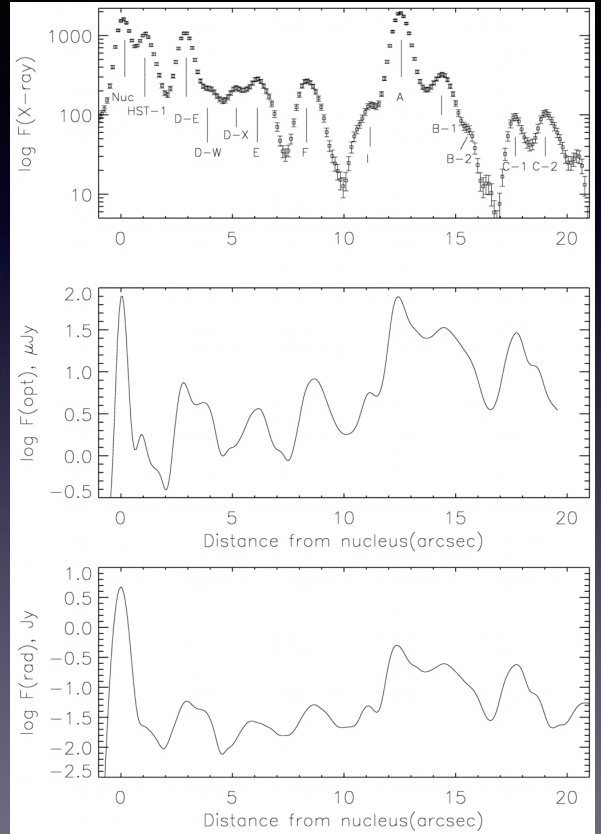 log F(X-ray)
1000
100
10
Nuc
HST-1
D-E
D-W
D-X
E
F
I
A
B-1
B-2
C-1
C-2
0 5 10 15 20
log F(opt), μJy
2.0
1.5
1.0
0.5
0.0
-0.5
0 5 10 15 20
Distance from nucleus(arcsec)
log F(rad), Jy
1.0
0.5
0.0
-0.5
-1.0
-1.5
-2.0
-2.5
0 5 10 15 20
Distance from nucleus(arcsec)